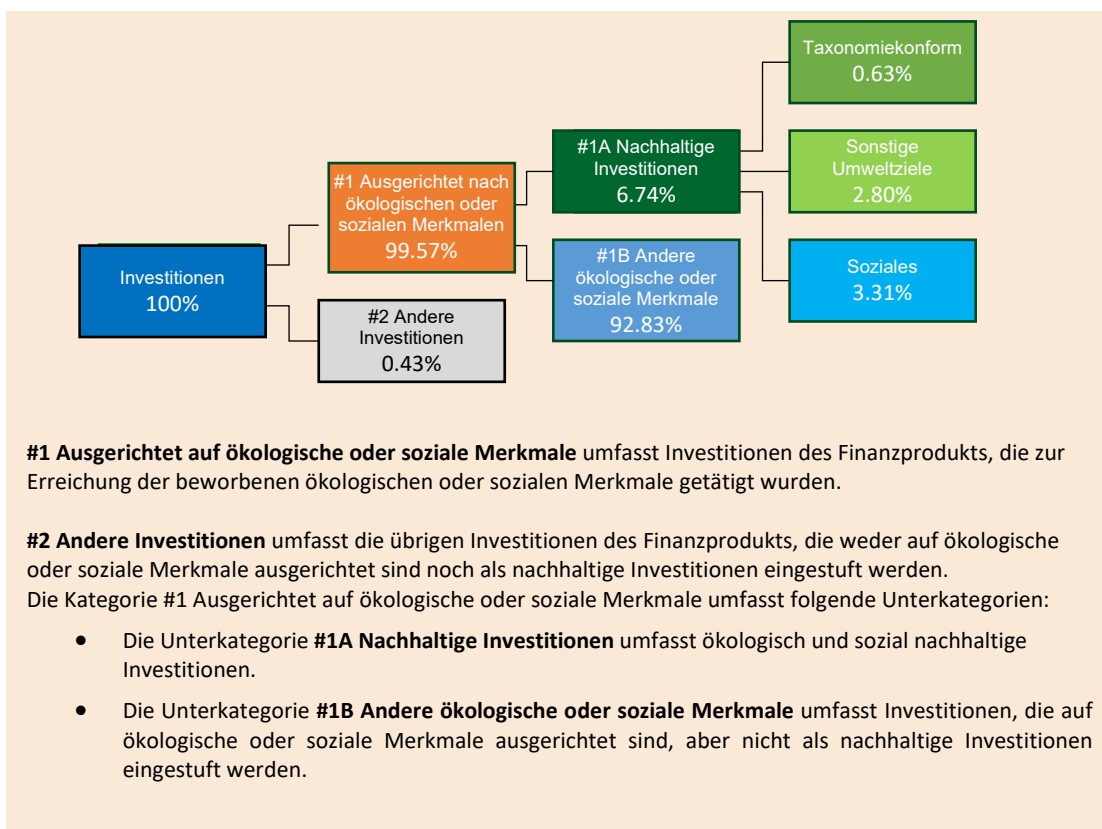 Taxonomiekonform
0.63%
#1A Nachhaltige
Investitionen
6.74%
Sonstige
Umweltziele
2.80%
#1 Ausgerichtet nach
ökologischen oder
sozialen Merkmalen
99.57%
Investitionen
100%
#1B Andere
ökologische oder
soziale Merkmale
92.83%
Soziales
3.31%
#2 Andere
Investitionen
0.43%
#1 Ausgerichtet auf ökologische oder soziale Merkmale umfasst Investitionen des Finanzprodukts, die zur
Erreichung der beworbenen ökologischen oder sozialen Merkmale getätigt wurden.
#2 Andere Investitionen umfasst die übrigen Investitionen des Finanzprodukts, die weder auf ökologische
oder soziale Merkmale ausgerichtet sind noch als nachhaltige Investitionen eingestuft werden.
Die Kategorie #1 Ausgerichtet auf ökologische oder soziale Merkmale umfasst folgende Unterkategorien:
• Die Unterkategorie #1A Nachhaltige Investitionen umfasst ökologisch und sozial nachhaltige
Investitionen.
• Die Unterkategorie #1B Andere ökologische oder soziale Merkmale umfasst Investitionen, die auf
ökologische oder soziale Merkmale ausgerichtet sind, aber nicht als nachhaltige Investitionen
eingestuft werden.